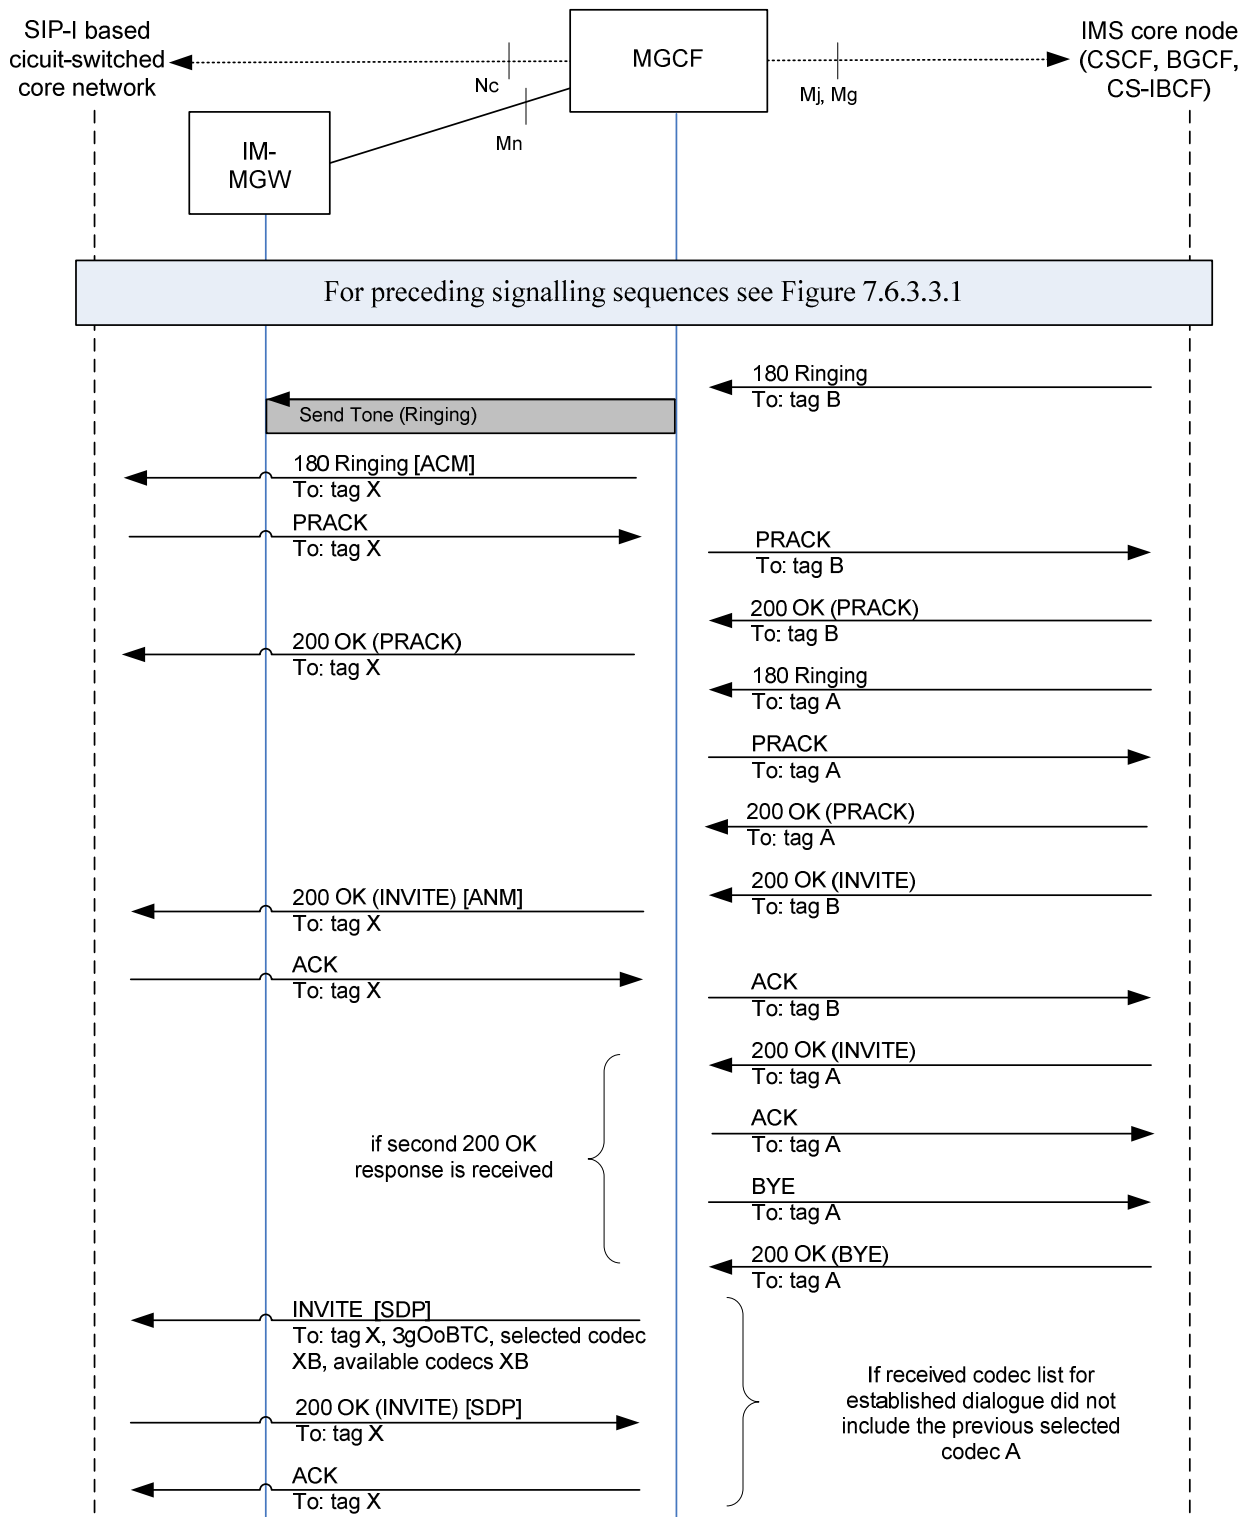 SIP-I based
cicuit-switched
core network
MGCF
IMS core node
(CSCF, BGCF,
CS-IBCF)
Nc
Mj, Mg
Mn
IM-
MGW
For preceding signalling sequences see Figure 7.6.3.3.1
180 Ringing
To: tag B
Send Tone (Ringing)
180 Ringing [ACM]
To: tag X
PRACK
To: tag X
PRACK
To: tag B
200 OK (PRACK)
To: tag B
200 OK (PRACK)
To: tag X
180 Ringing
To: tag A
PRACK
To: tag A
200 OK (PRACK)
To: tag A
200 OK (INVITE)
To: tag B
200 OK (INVITE) [ANM]
To: tag X
ACK
To: tag X
ACK
To: tag B
200 OK (INVITE)
To: tag A
ACK
To: tag A
if second 200 OK
response is received
BYE
To: tag A
200 OK (BYE)
To: tag A
INVITE [SDP]
To: tag X, 3gOoBTC, selected codec
XB, available codecs XB
If received codec list for
established dialogue did not
include the previous selected
codec A
200 OK (INVITE) [SDP]
To: tag X
ACK
To: tag X